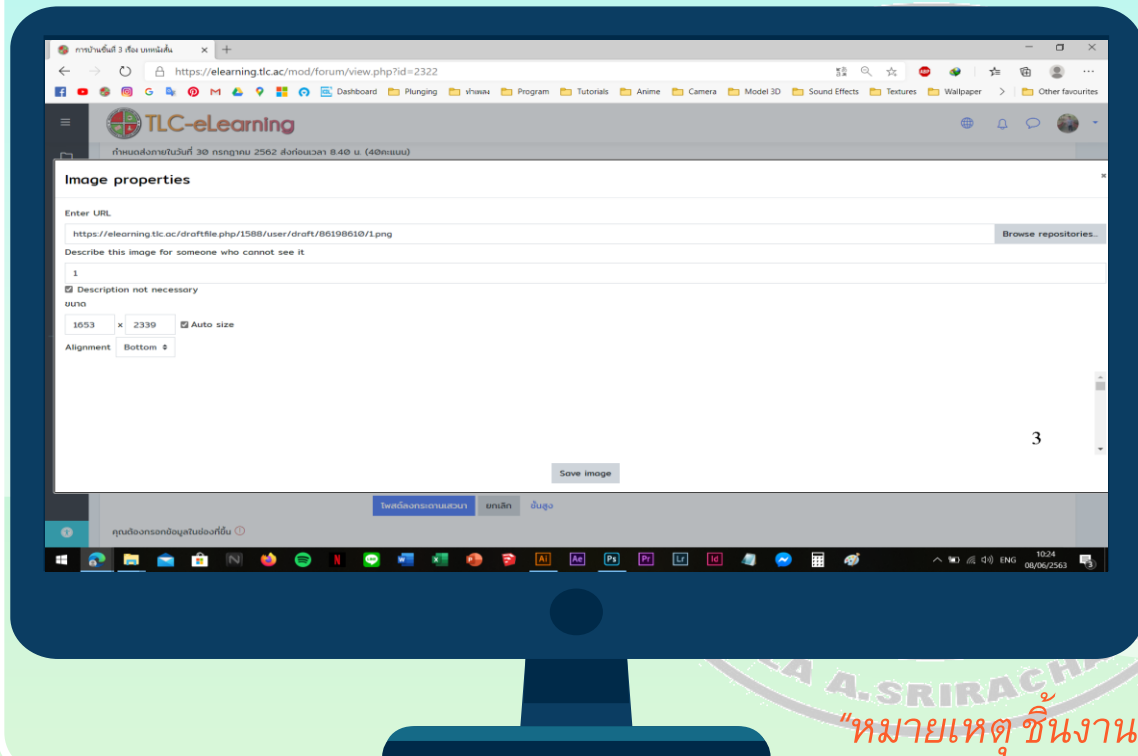 การบ้านชิ้นที่ 3 เรื่อง บทหนังสั้น
https://elearning.tlc.ac/mod/forum/view.php?id=2322
Dashboard Plunging Program Tutorials Anime Camera Model 3D Sound Effects Textures Wallpaper Other favourites
TLC-eLearning
กำหนดส่งภายในวันที่ 30 กรกฎาคม 2562 ส่งก่อนเวลา 8.40 น. (40คะแนน)
Image properties
Enter URL
https://elearning.tlc.ac/draftfile.php/1588/user/draft/86198610/1.png
Browse repositories..
Describe this image for someone who cannot see it
1
Description not necessary
ขนาด
1653 x 2339 Auto size
Alignment Bottom
3
Save image
โพสต์ลงกระดานเสวนา ยกเลิก ขั้นสูง
คุณต้องกรอกข้อมูลในช่องที่ขึ้น
ENG 10:24
08/06/2563
A A.SRIRACHA
"หมายเหตุ ชิ้นงาน